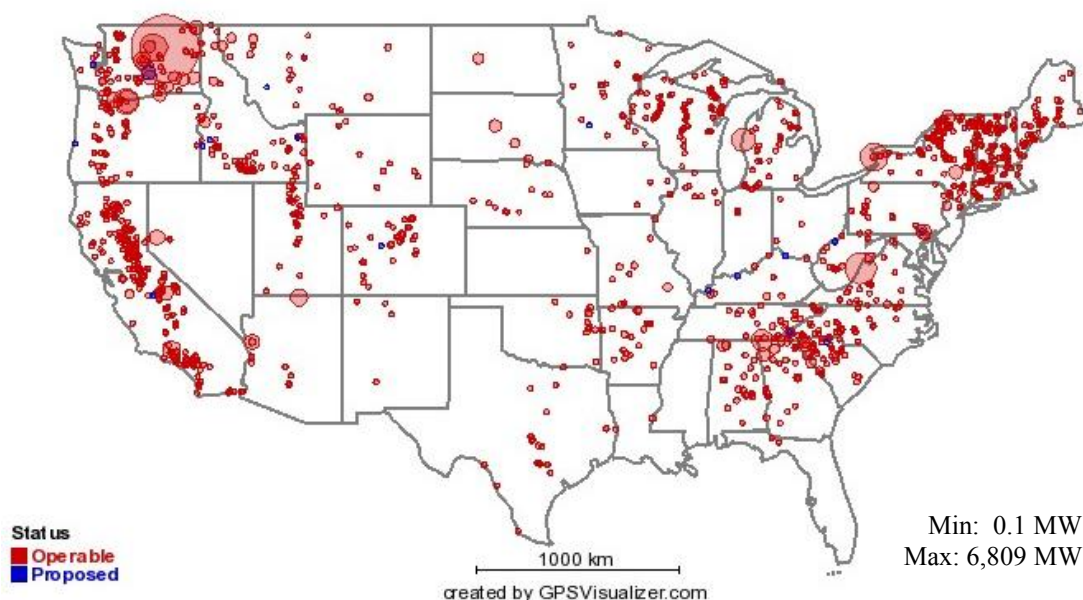 Status
Operable
Proposed
1000 km
created by GPSVisualizer.com
Min: 0.1 MW
Max: 6,809 MW